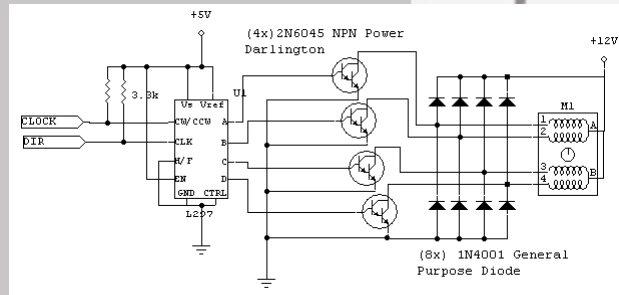 +5V
(4x)2N6045 NPN Power
Darlington
+12V
3.3k
Vs Vref
U1
M1
CLOCK
CW/CCW A
DIR
CLK B
H/F C
EN D
GND CTRL
L297
1
2
A
3
4
B
(8x) 1N4001 General
Purpose Diode